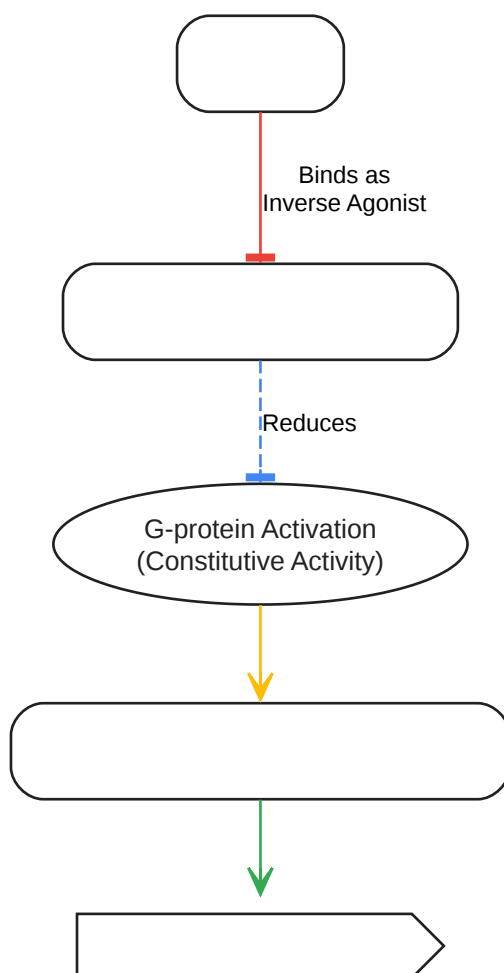 Binds as
Inverse Agonist
Reduces
G-protein Activation
(Constitutive Activity)